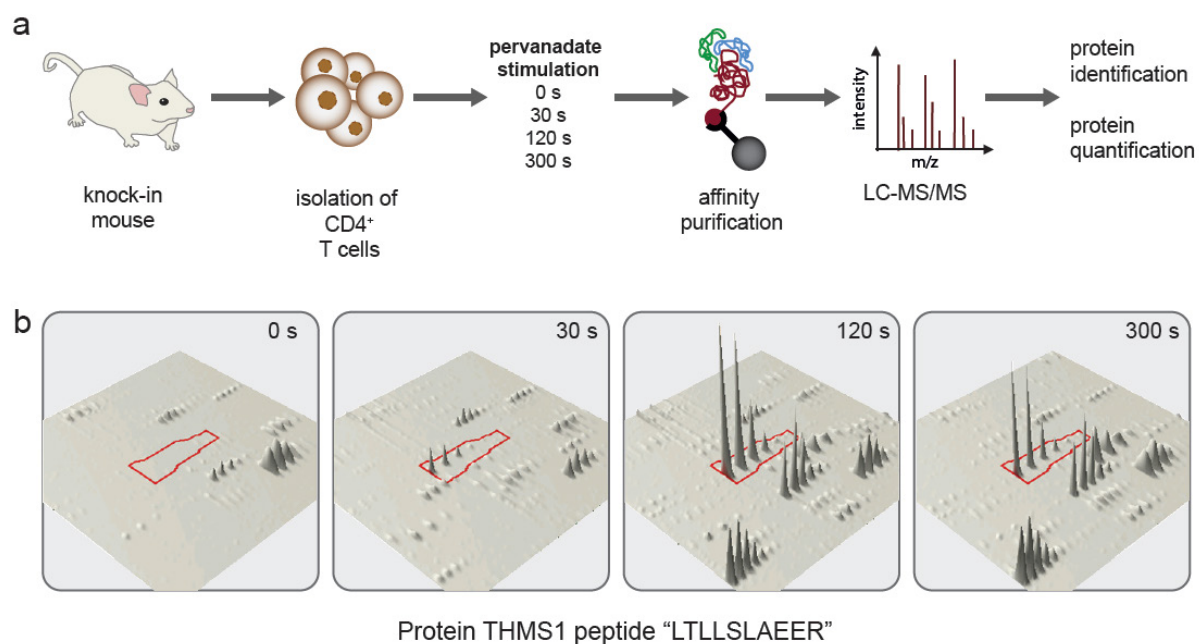 a
pervanadate
stimulation
0 s
30 s
120 s
300 s
knock-in
mouse
isolation of
CD4⁺
T cells
affinity
purification
intensity
m/z
LC-MS/MS
protein
identification
protein
quantification
b
0 s
30 s
120 s
300 s
Protein THMS1 peptide “LTLLSLAEER”